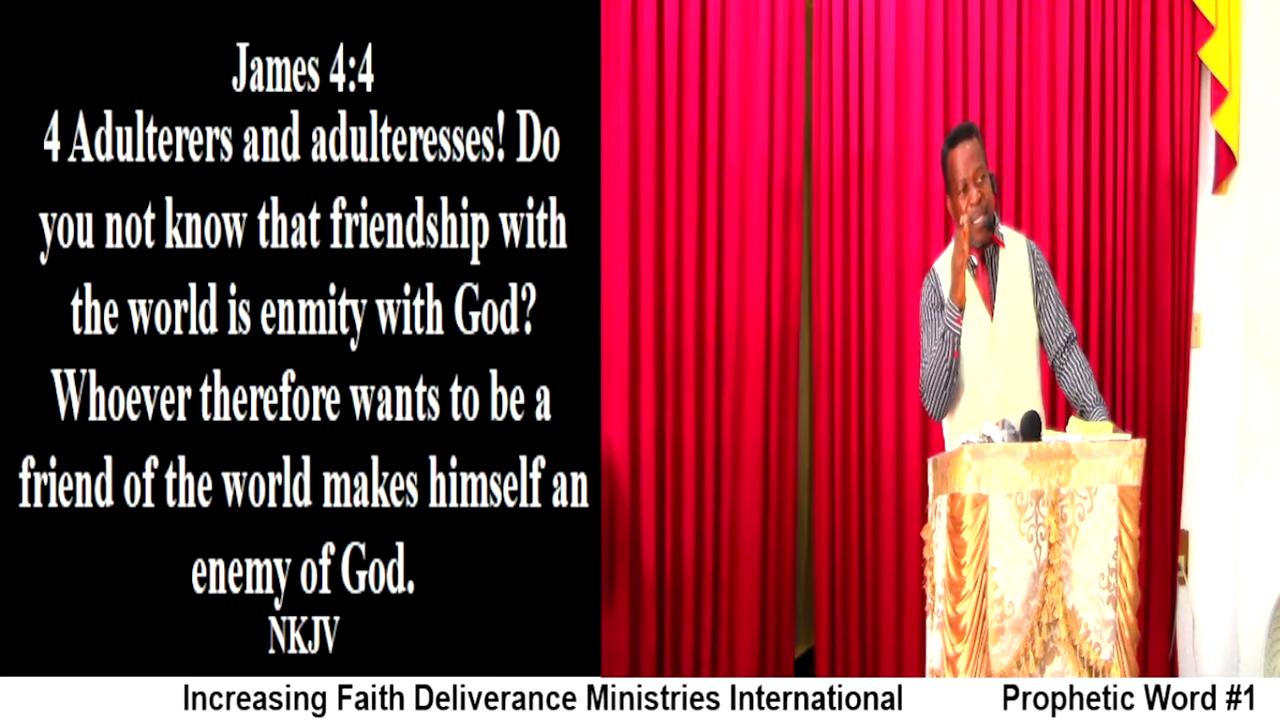 James 4:4
4 Adulterers and adulteresses! Do
you not know that friendship with
the world is enmity with God?
Whoever therefore wants to be a
friend of the world makes himself an
enemy of God.
NKJV
Increasing Faith Deliverance Ministries International
Prophetic Word #1